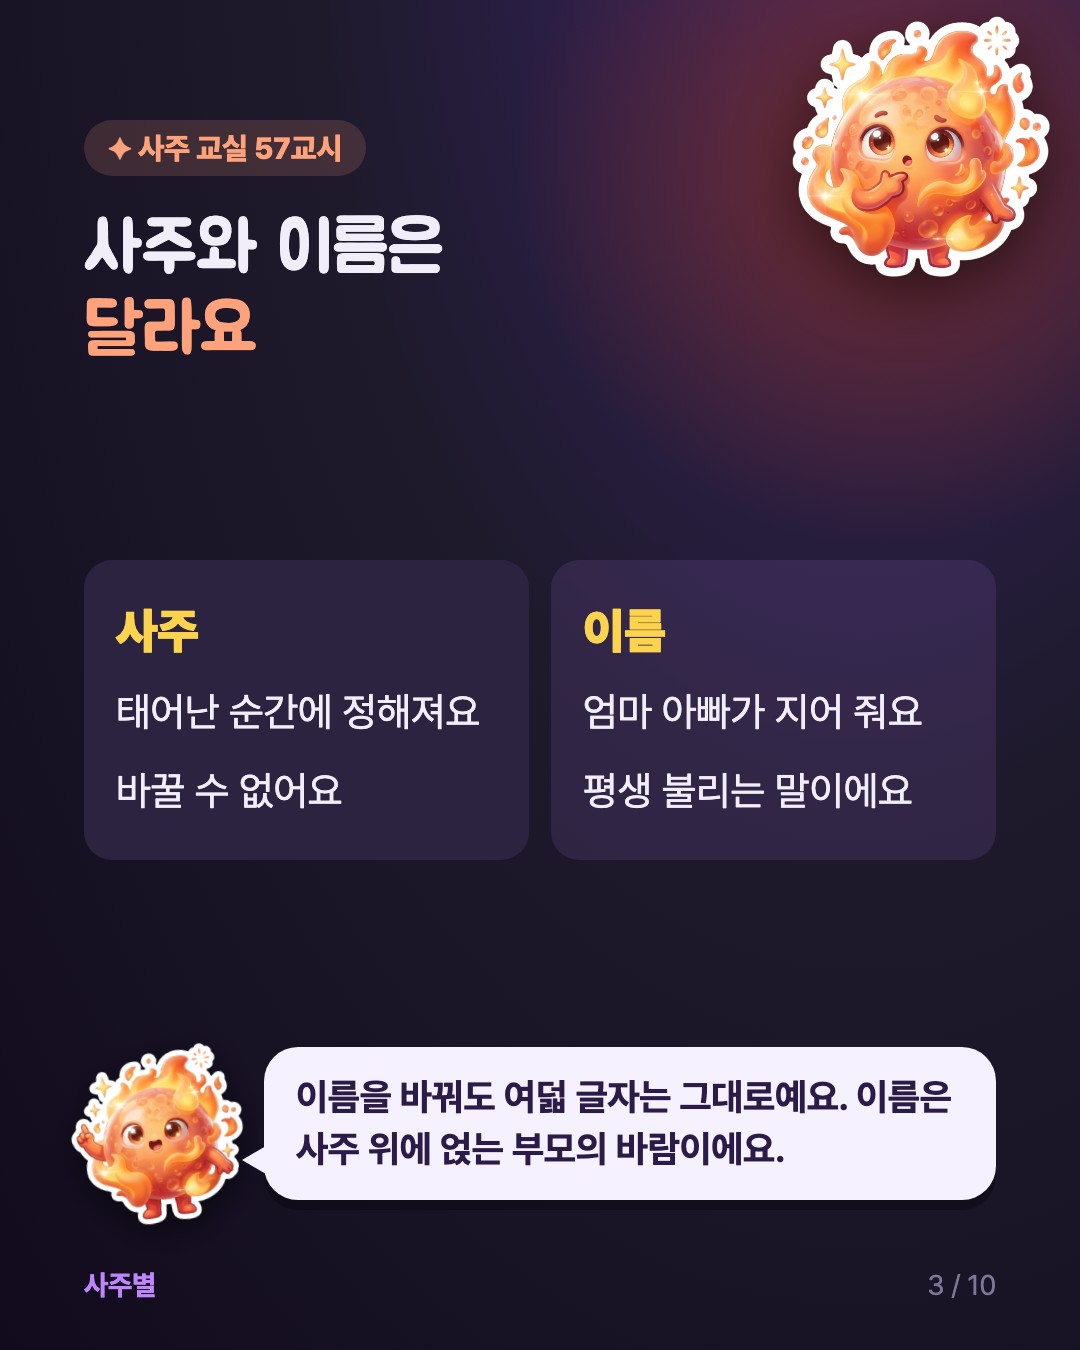 사주 교실 57교시
사주와 이름은
달라요
사주
태어난 순간에 정해져요
바꿀 수 없어요
이름
엄마 아빠가 지어 줘요
평생 불리는 말이에요
이름을 바꿔도 여덟 글자는 그대로예요. 이름은
사주 위에 얹는 부모의 바람이에요.
사주별
3 / 10